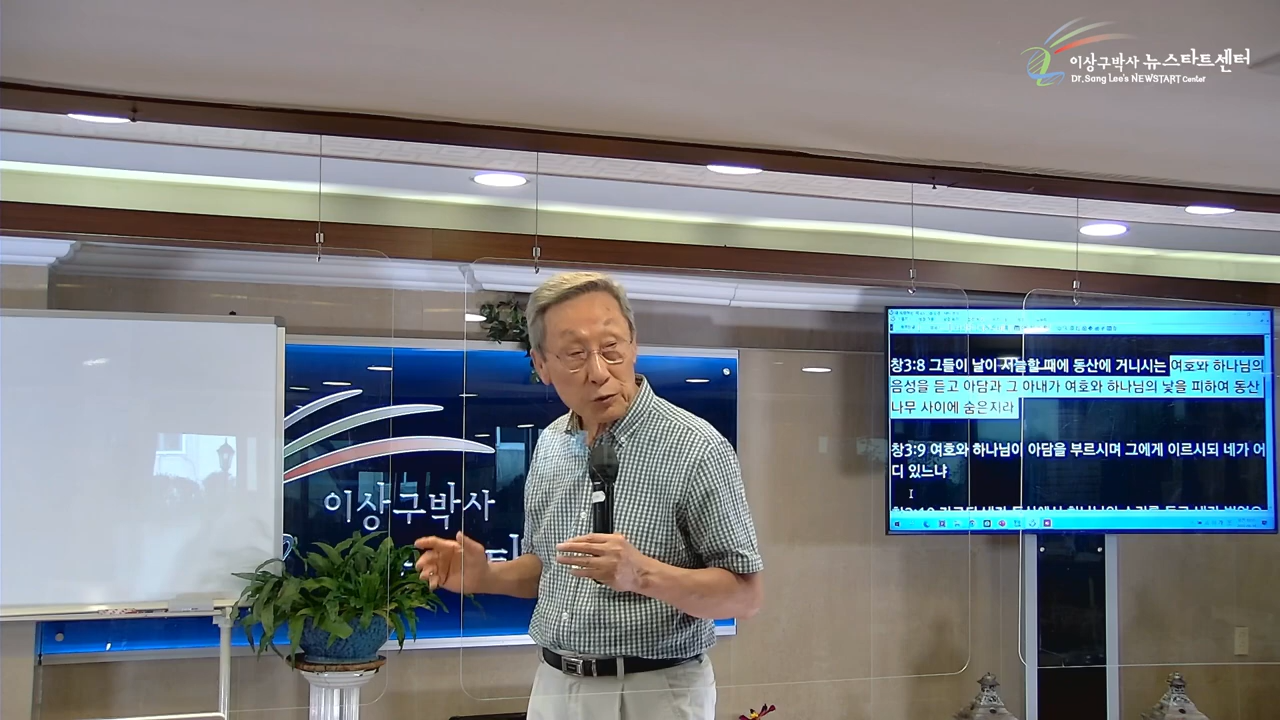 이상구박사 뉴스타트센터
Dr. Sang Lee's NEWSTART Center
창3:8 그들이 날이 서늘할 때에 동산에 거니시는 여호와 하나님의
음성을 듣고 아담과 그 아내가 여호와 하나님의 낯을 피하여 동산
나무 사이에 숨은지라
창3:9 여호와 하나님이 아담을 부르시며 그에게 이르시되 네가 어
디 있느냐
이상구박사